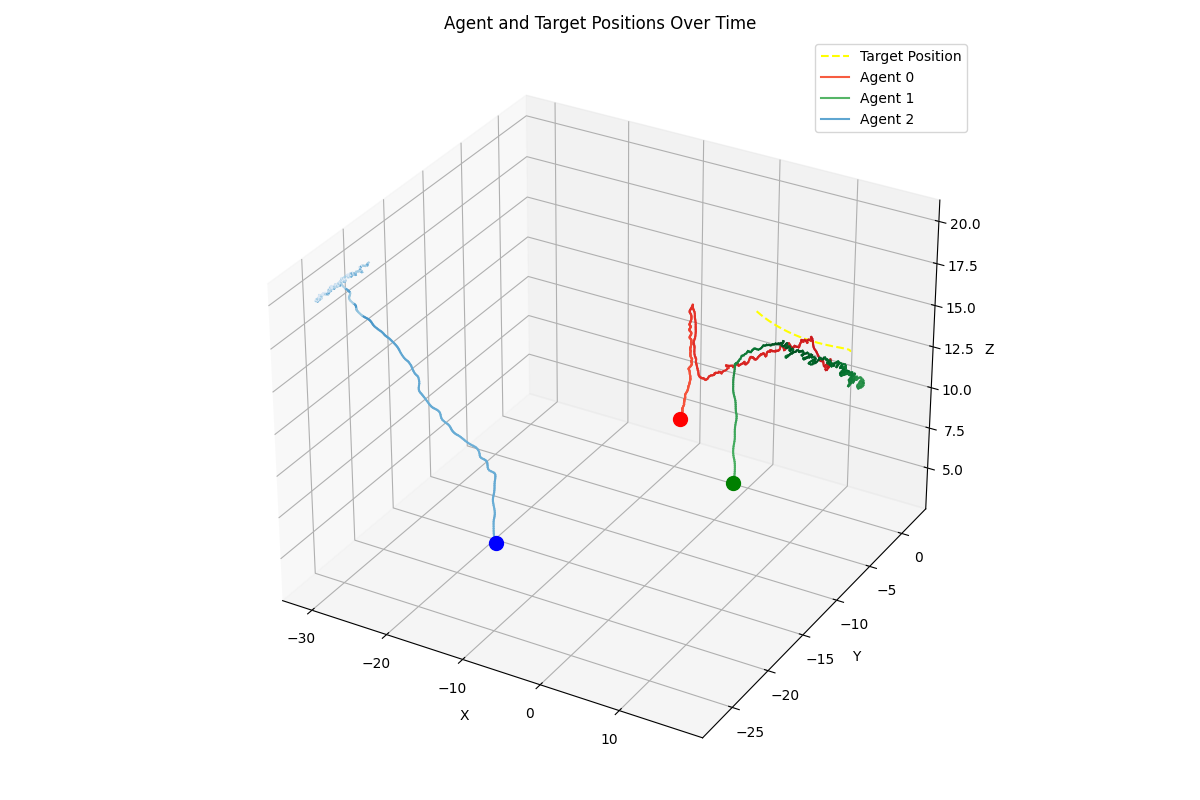 Agent and Target Positions Over Time
Target Position
Agent 0
Agent 1
Agent 2
20.0
17.5
15.0
12.5
10.0
7.5
5.0
Z
0
−5
−10
−15
−20
−25
Y
−30
−20
−10
0
10
X